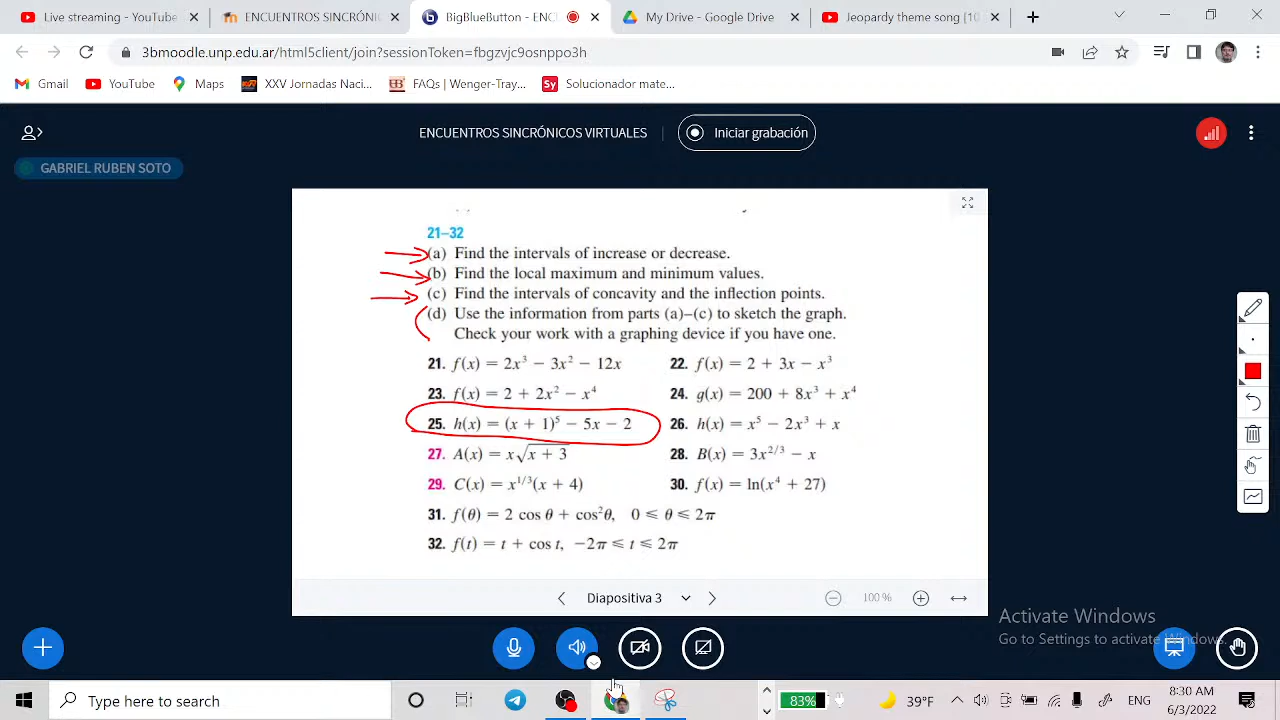 Live streaming - YouTube
ENCUENTROS SINCRÓNIC
BigBlueButton - ENC
My Drive - Google Drive
Jeopardy theme song [10
3bmoodle.unp.edu.ar/html5client/join?sessionToken=fbgzvjc9osnppo3h
Gmail
YouTube
Maps
XXV Jornadas Naci...
FAQs | Wenger-Tray...
Sy Solucionador mate...
ENCUENTROS SINCRÓNICOS VIRTUALES
Iniciar grabación
GABRIEL RUBEN SOTO
21–32
(a) Find the intervals of increase or decrease.
(b) Find the local maximum and minimum values.
(c) Find the intervals of concavity and the inflection points.
(d) Use the information from parts (a)–(c) to sketch the graph.
Check your work with a graphing device if you have one.
21. f(x) = 2x³ − 3x² − 12x
22. f(x) = 2 + 3x − x³
23. f(x) = 2 + 2x² − x⁴
24. g(x) = 200 + 8x³ + x⁴
25. h(x) = (x + 1)⁵ − 5x − 2
26. h(x) = x⁵ − 2x³ + x
27. A(x) = x√(x + 3)
28. B(x) = 3x^{2/3} − x
29. C(x) = x^{1/3}(x + 4)
30. f(x) = ln(x⁴ + 27)
31. f(θ) = 2 cos θ + cos²θ, 0 ≤ θ ≤ 2π
32. f(t) = t + cos t, −2π ≤ t ≤ 2π
Diapositiva 3
100 %
Activate Windows
Go to Settings to activate Windows.
Type here to search
83%
39°F
ENG
8:30 AM
6/3/2022